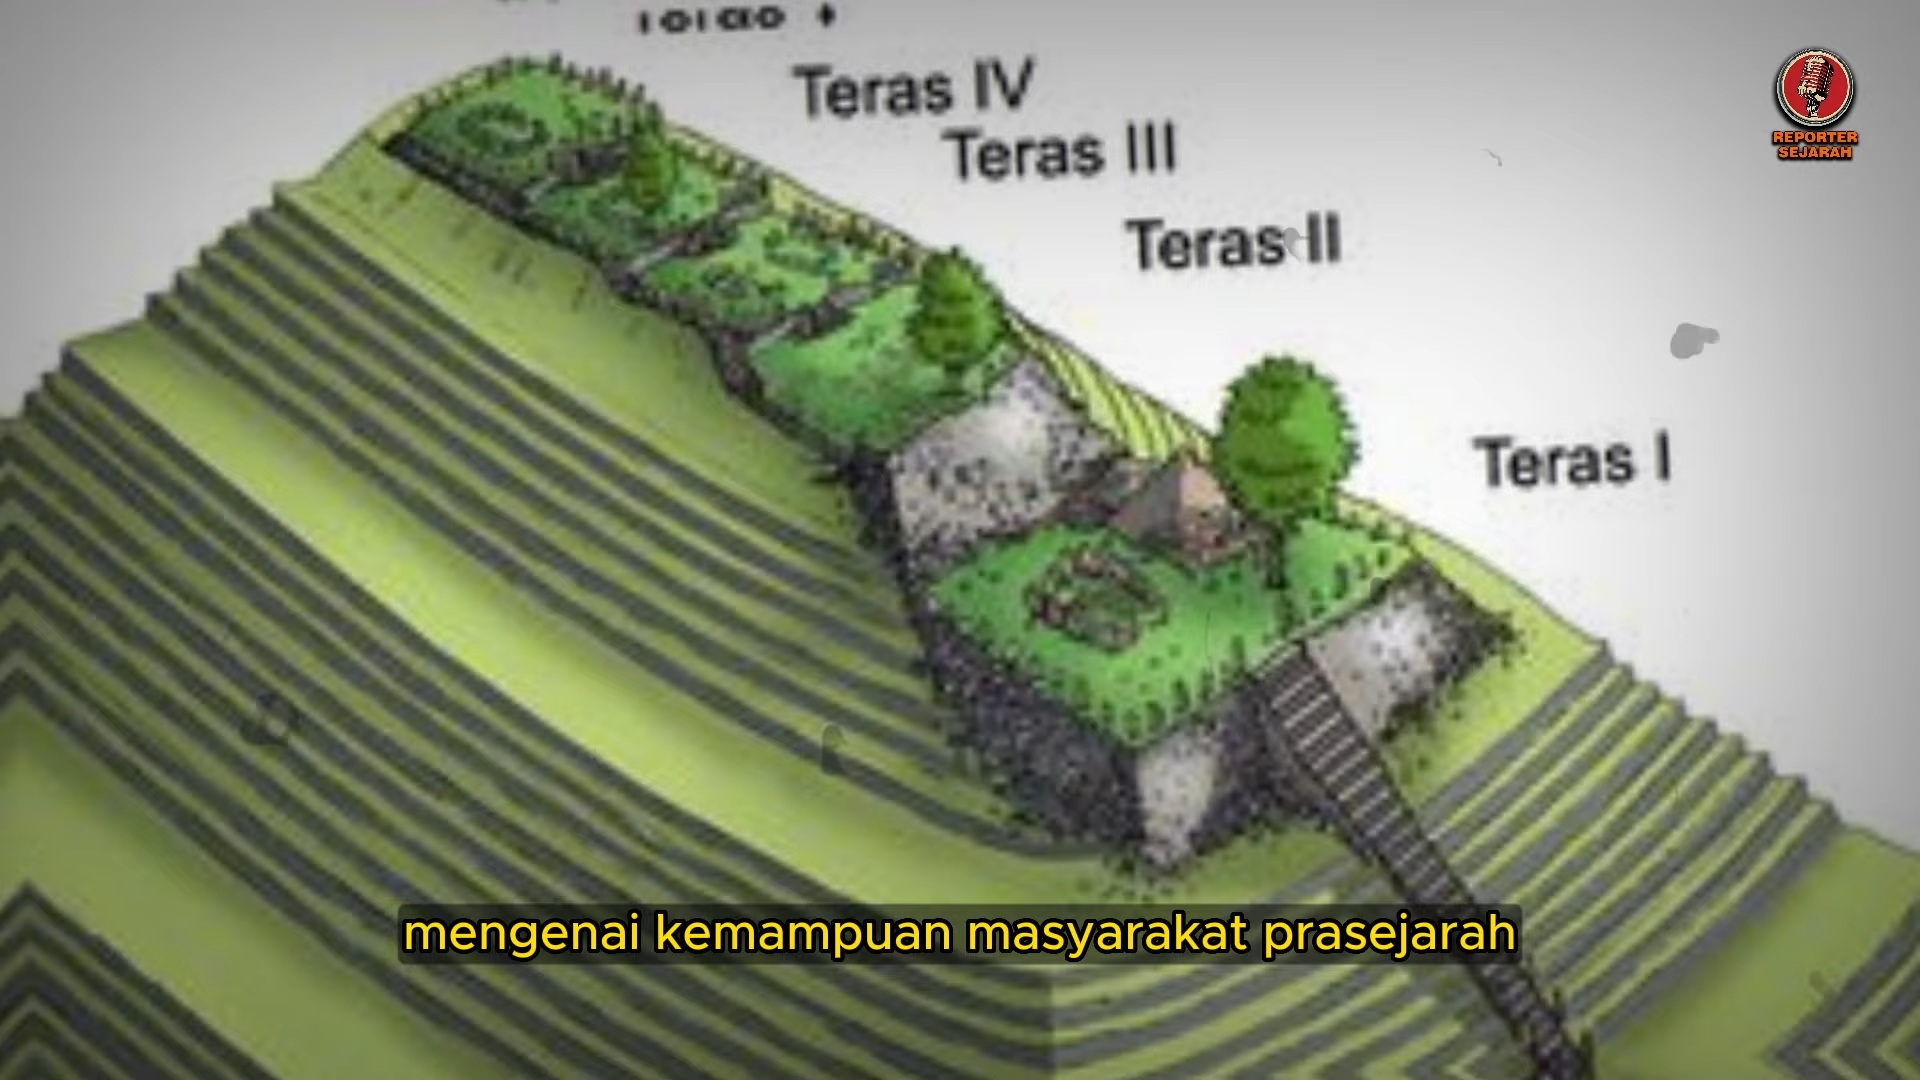 Teras IV
Teras III
Teras II
Teras I
REPORTER
SEJARAH
mengenai kemampuan masyarakat prasejarah